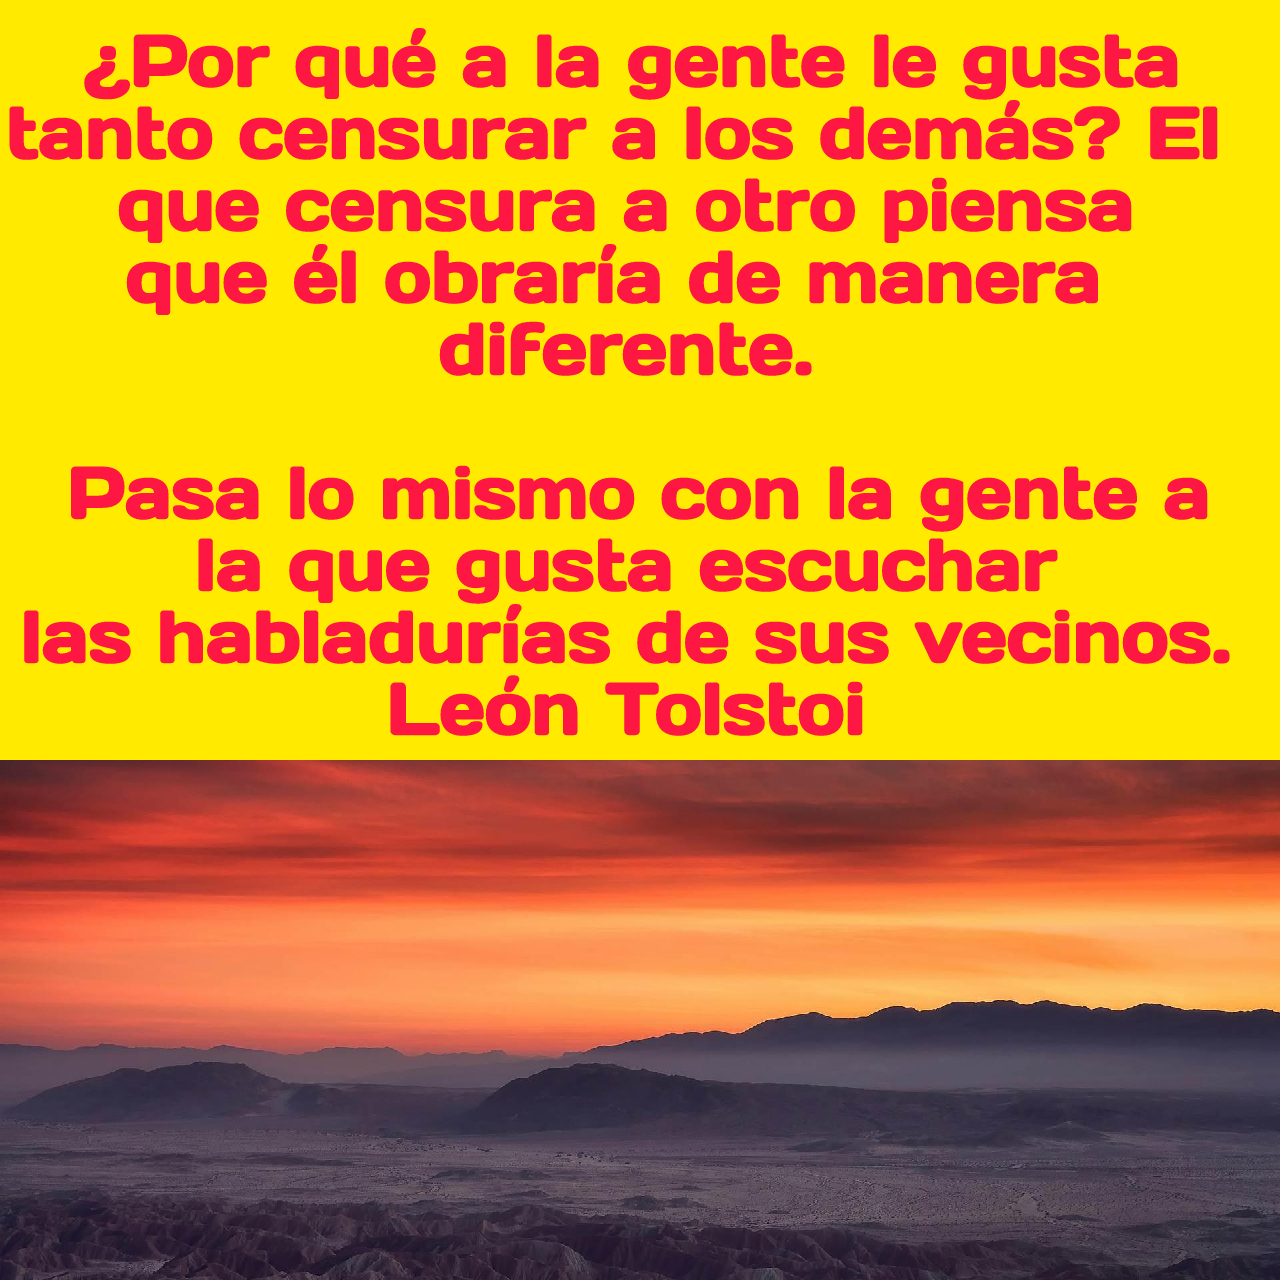 ¿Por qué a la gente le gusta
tanto censurar a los demás? El
que censura a otro piensa
que él obraría de manera
diferente.
Pasa lo mismo con la gente a
la que gusta escuchar
las habladurías de sus vecinos.
León Tolstoi